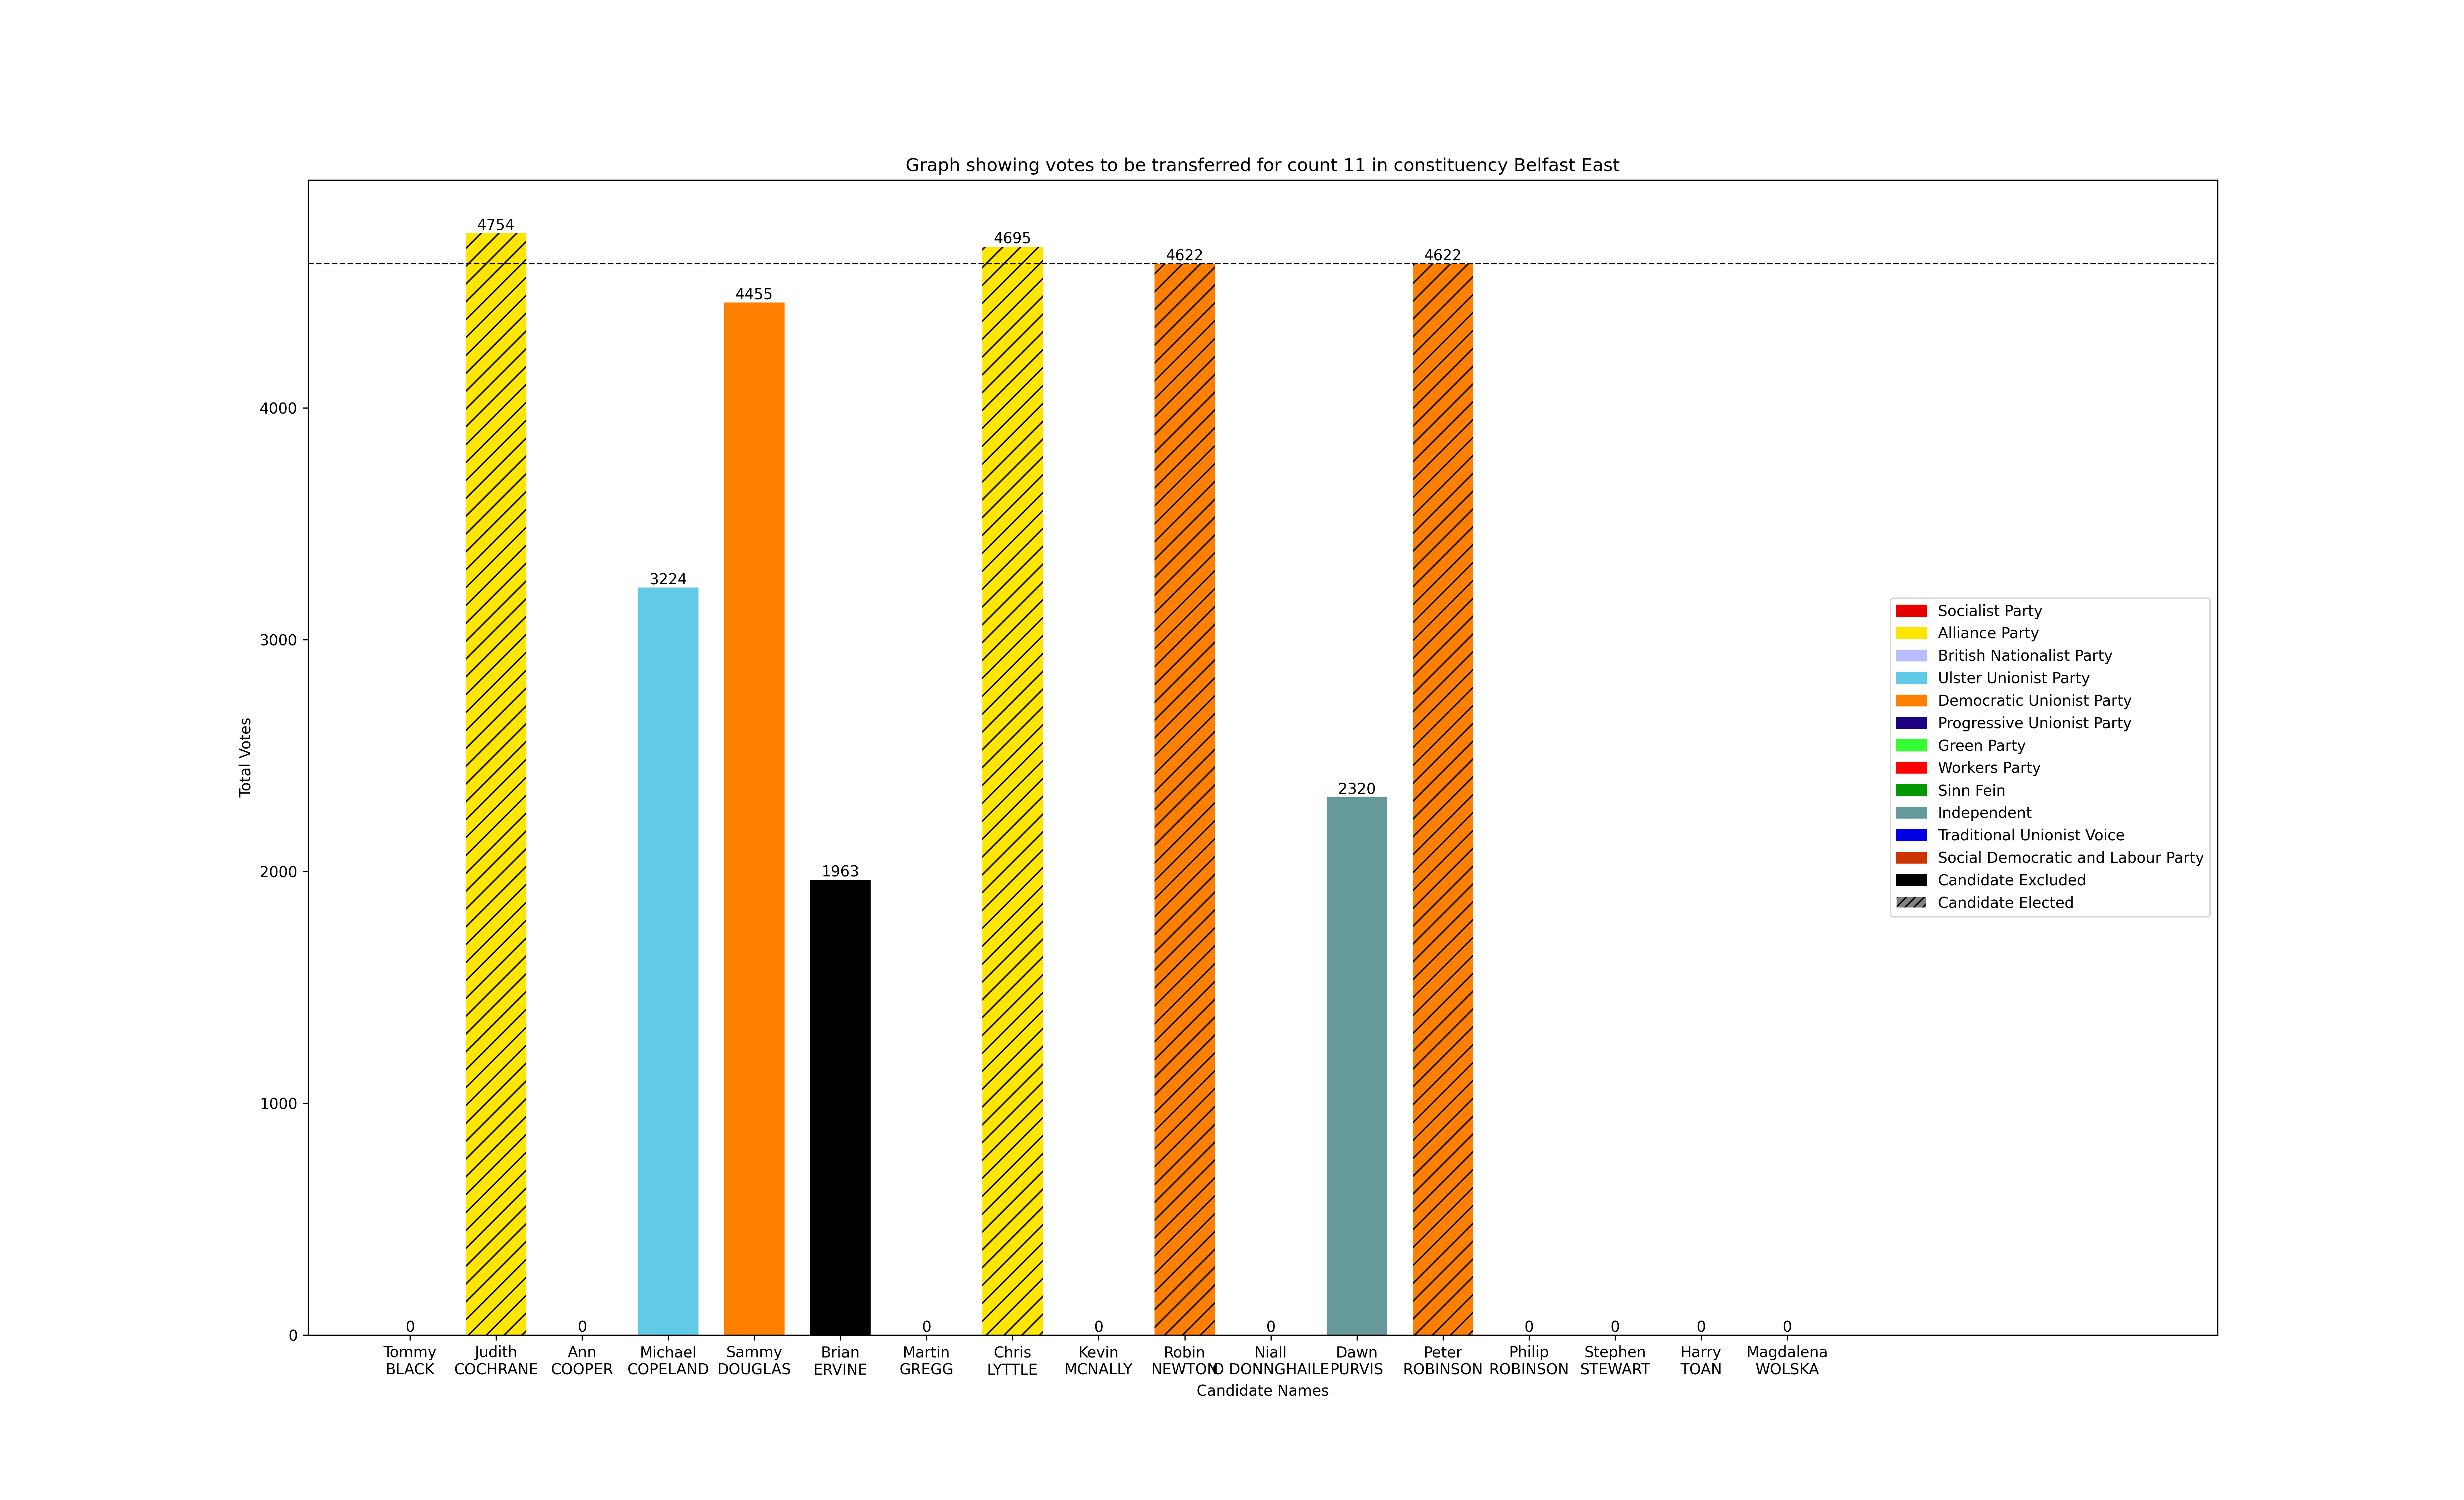 Graph showing votes to be transferred for count 11 in constituency Belfast East
4754
4695
4622
4622
4455
4000
3224
3000
2320
2000
1963
1000
0
0
0
0
0
0
0
0
0
0
Total Votes
Socialist Party
Alliance Party
British Nationalist Party
Ulster Unionist Party
Democratic Unionist Party
Progressive Unionist Party
Green Party
Workers Party
Sinn Fein
Independent
Traditional Unionist Voice
Social Democratic and Labour Party
Candidate Excluded
Candidate Elected
Tommy Judith Ann Michael Sammy Brian Martin Chris Kevin Robin Niall Dawn Peter Philip Stephen Harry Magdalena
BLACK COCHRANE COOPER COPELAND DOUGLAS ERVINE GREGG LYTTLE MCNALLY NEWTON O DONNGHAILE PURVIS ROBINSON ROBINSON STEWART TOAN WOLSKA
Candidate Names